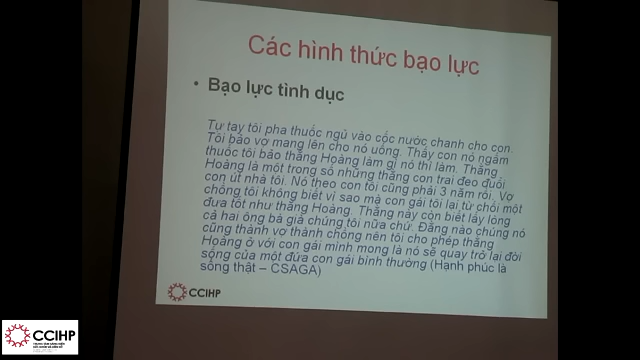 Các hình thức bạo lực
• Bạo lực tình dục
Tự tay tôi pha thuốc ngủ vào cốc nước chanh cho con.
Tôi bảo vợ mang lên cho nó uống. Thấy con nó ngấm
thuốc tôi bảo thằng Hoàng làm gì nó thì làm. Thằng
Hoàng là một trong số những thằng con trai đeo đuổi
con út nhà tôi. Nó theo con tôi cũng phải 3 năm rồi. Vợ
chồng tôi không biết vì sao mà con gái tôi lại từ chối một
đứa tốt như thằng Hoàng. Thằng này còn biết lấy lòng
cả hai ông bà già chúng tôi nữa chứ. Đằng nào chúng nó
cũng thành vợ thành chồng nên tôi cho phép thằng
Hoàng ở với con gái mình mong là nó sẽ quay trở lại đời
sống của một đứa con gái bình thường (Hạnh phúc là
sống thật – CSAGA)
CCIHP
CCIHP